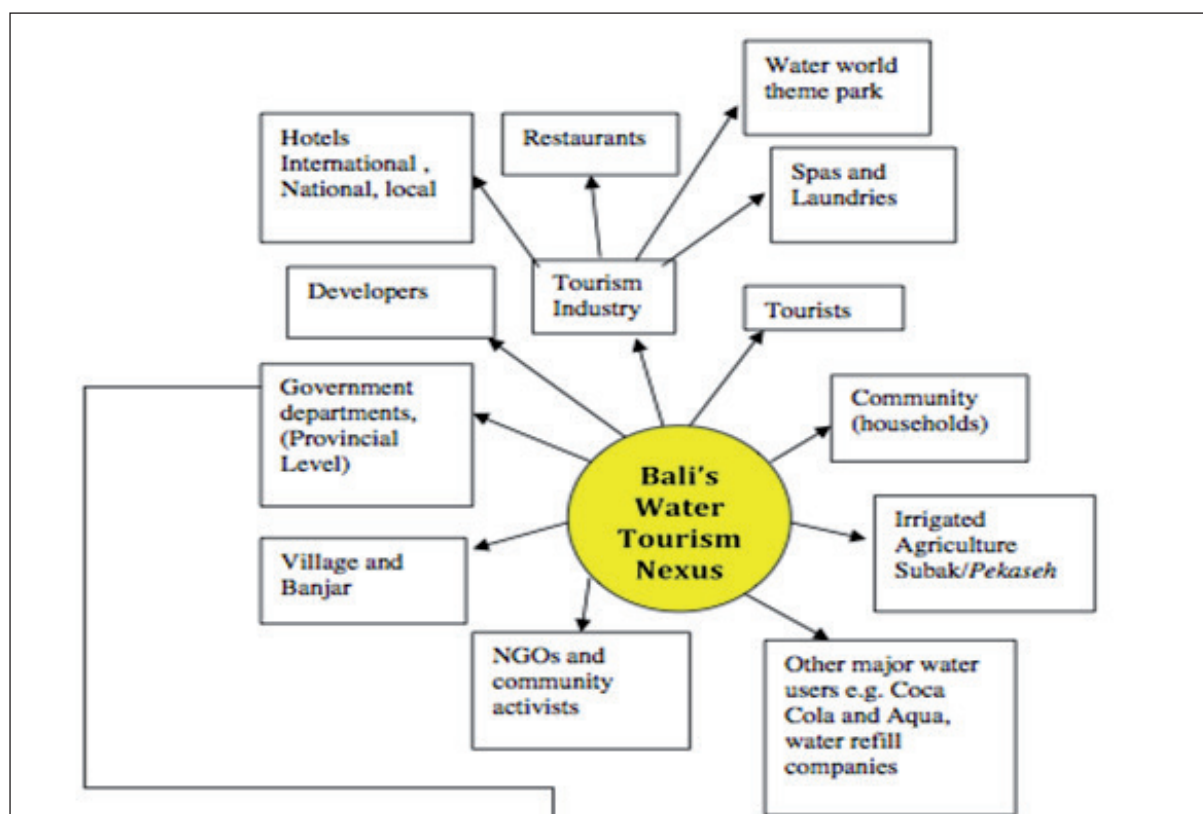 Water world
theme park
Hotels
International ,
National, local
Restaurants
Spas and
Laundries
Developers
Tourism
Industry
Tourists
Government
departments,
(Provincial
Level)
Community
(households)
Bali's
Water
Tourism
Nexus
Irrigated
Agriculture
Subak/Pekaseh
Village and
Banjar
NGOs and
community
activists
Other major water
users e.g. Coca
Cola and Aqua,
water refill
companies